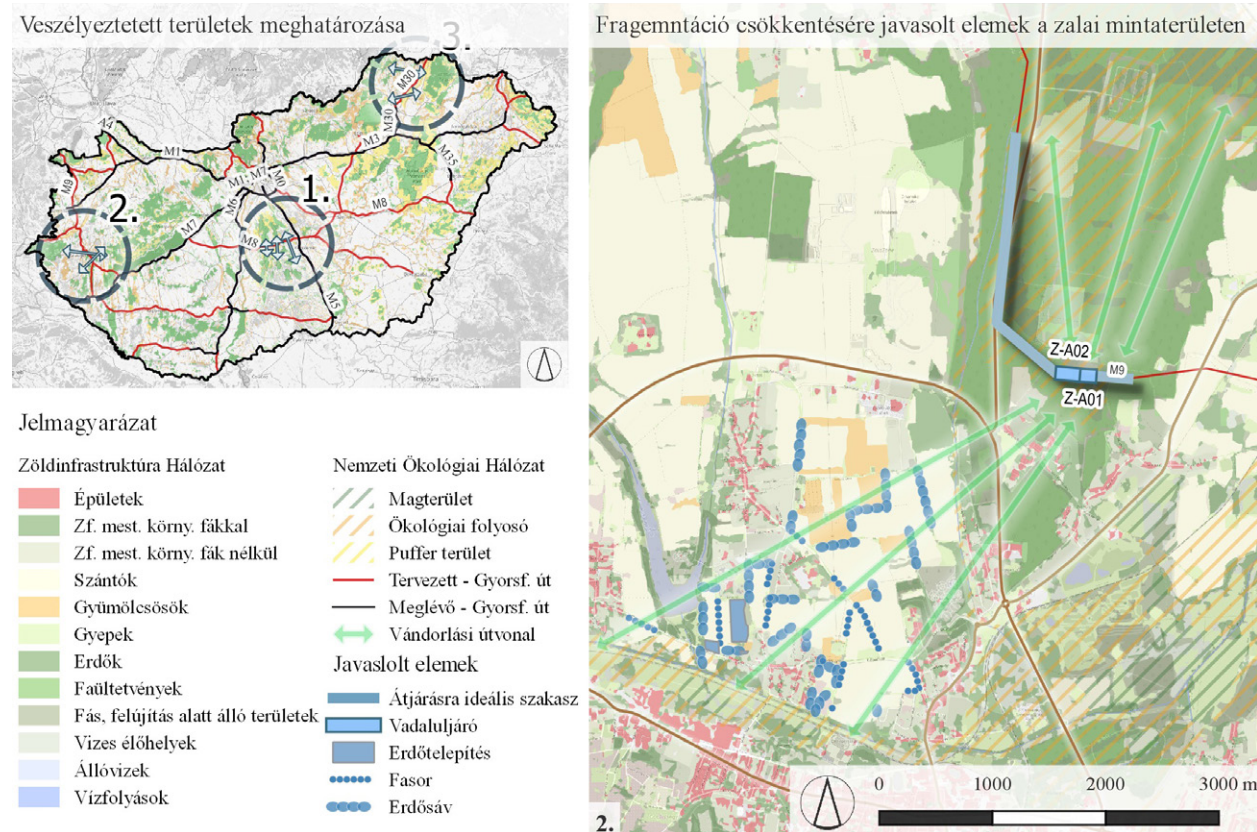 Veszélyeztetett területek meghatározása
3.
M30
M30
A4
M1
M3
M35
M9
M1; M7
M0
1.
M8
2.
M7
M6
M8
M5
Jelmagyarázat
Zöldinfrastruktúra Hálózat
Épületek
Zf. mest. körny. fákkal
Zf. mest. körny. fák nélkül
Szántók
Gyümölcsösök
Gyepek
Erdők
Faültetvények
Fás, felújítás alatt álló területek
Vizes élőhelyek
Állóvizek
Vízfolyások
Nemzeti Ökológiai Hálózat
Magterület
Ökológiai folyosó
Puffer terület
Tervezett - Gyorsf. út
Meglévő - Gyorsf. út
Vándorlási útvonal
Javaslolt elemek
Átjárásra ideális szakasz
Vadaluljáró
Erdőtelepítés
Fasor
Erdősáv
Fragemntáció csökkentésére javasolt elemek a zalai mintaterületen
Z-A02
M9
Z-A01
0 1000 2000 3000 m
2.